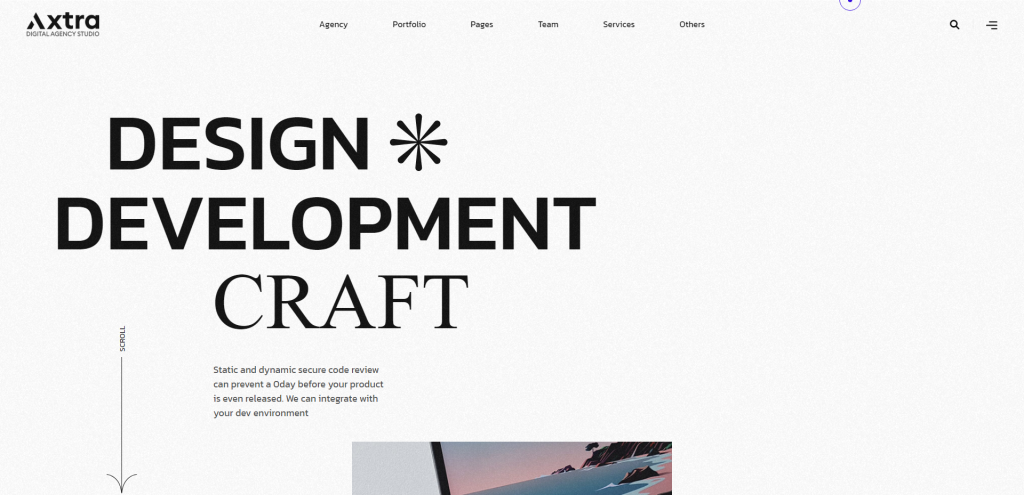 Axtra
DIGITAL AGENCY STUDIO
Agency
Portfolio
Pages
Team
Services
Others
DESIGN
DEVELOPMENT
CRAFT
SCROLL
Static and dynamic secure code review
can prevent a 0day before your product
is even released. We can integrate with
your dev environment